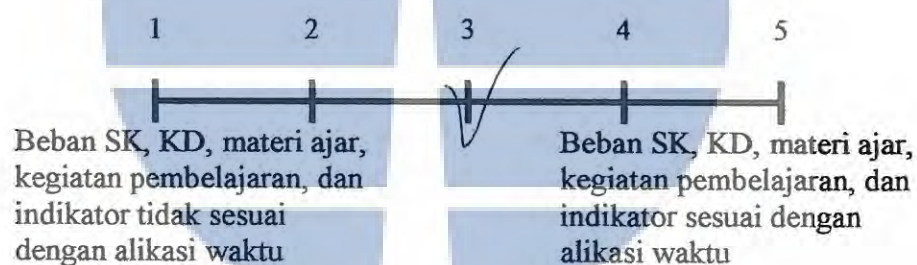 1 2 3 4 5
Beban SK, KD, materi ajar,
kegiatan pembelajaran, dan
indikator tidak sesuai
dengan alikasi waktu
Beban SK, KD, materi ajar,
kegiatan pembelajaran, dan
indikator sesuai dengan
alikasi waktu